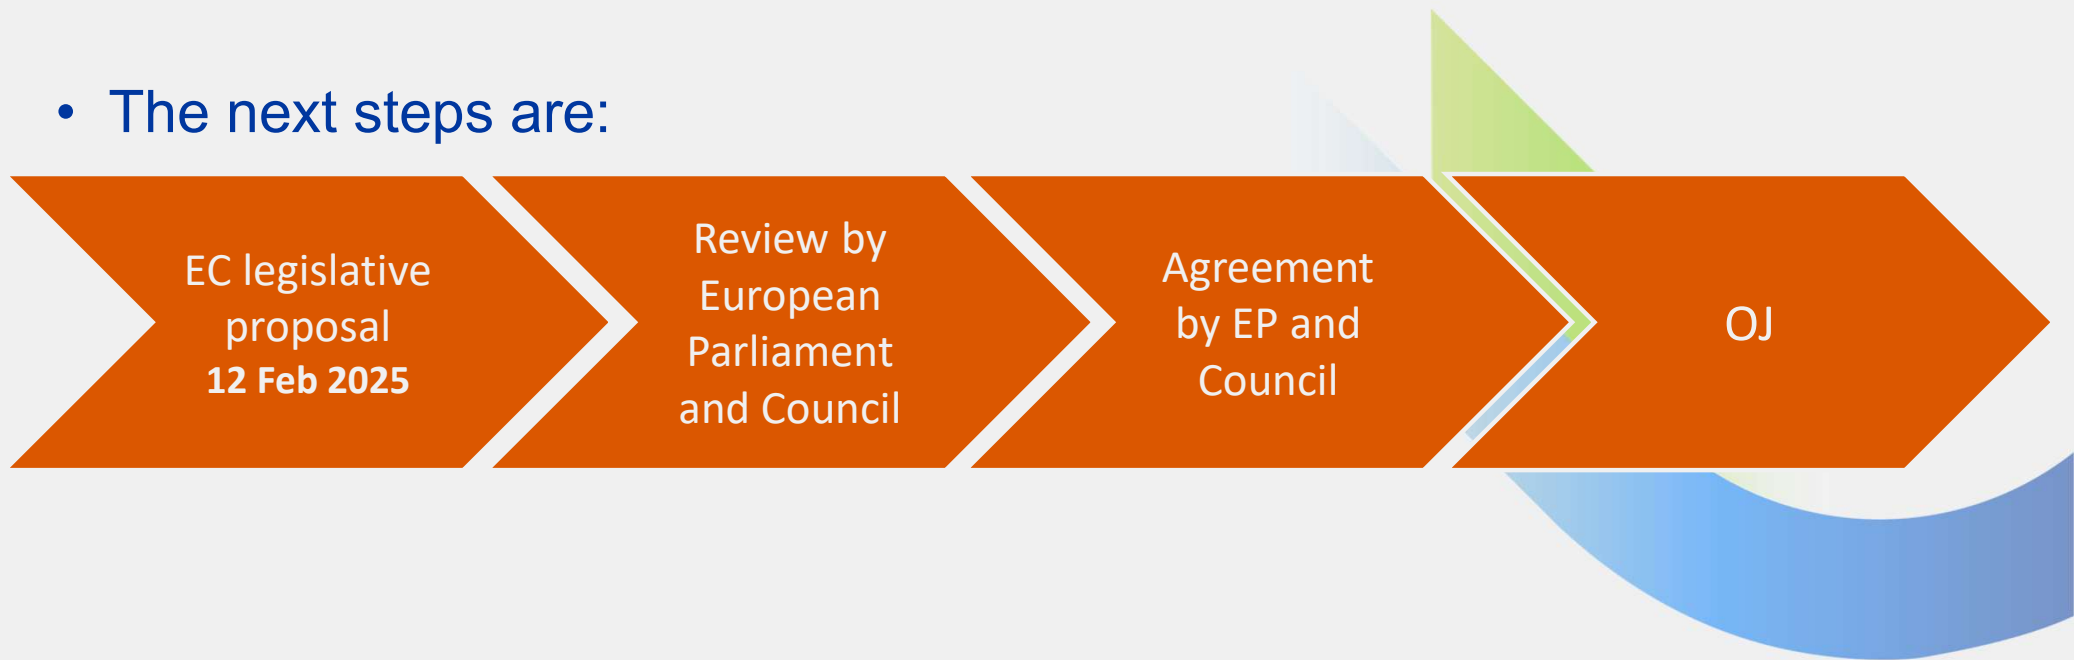 • The next steps are:
EC legislative
proposal
12 Feb 2025
Review by
European
Parliament
and Council
Agreement
by EP and
Council
OJ